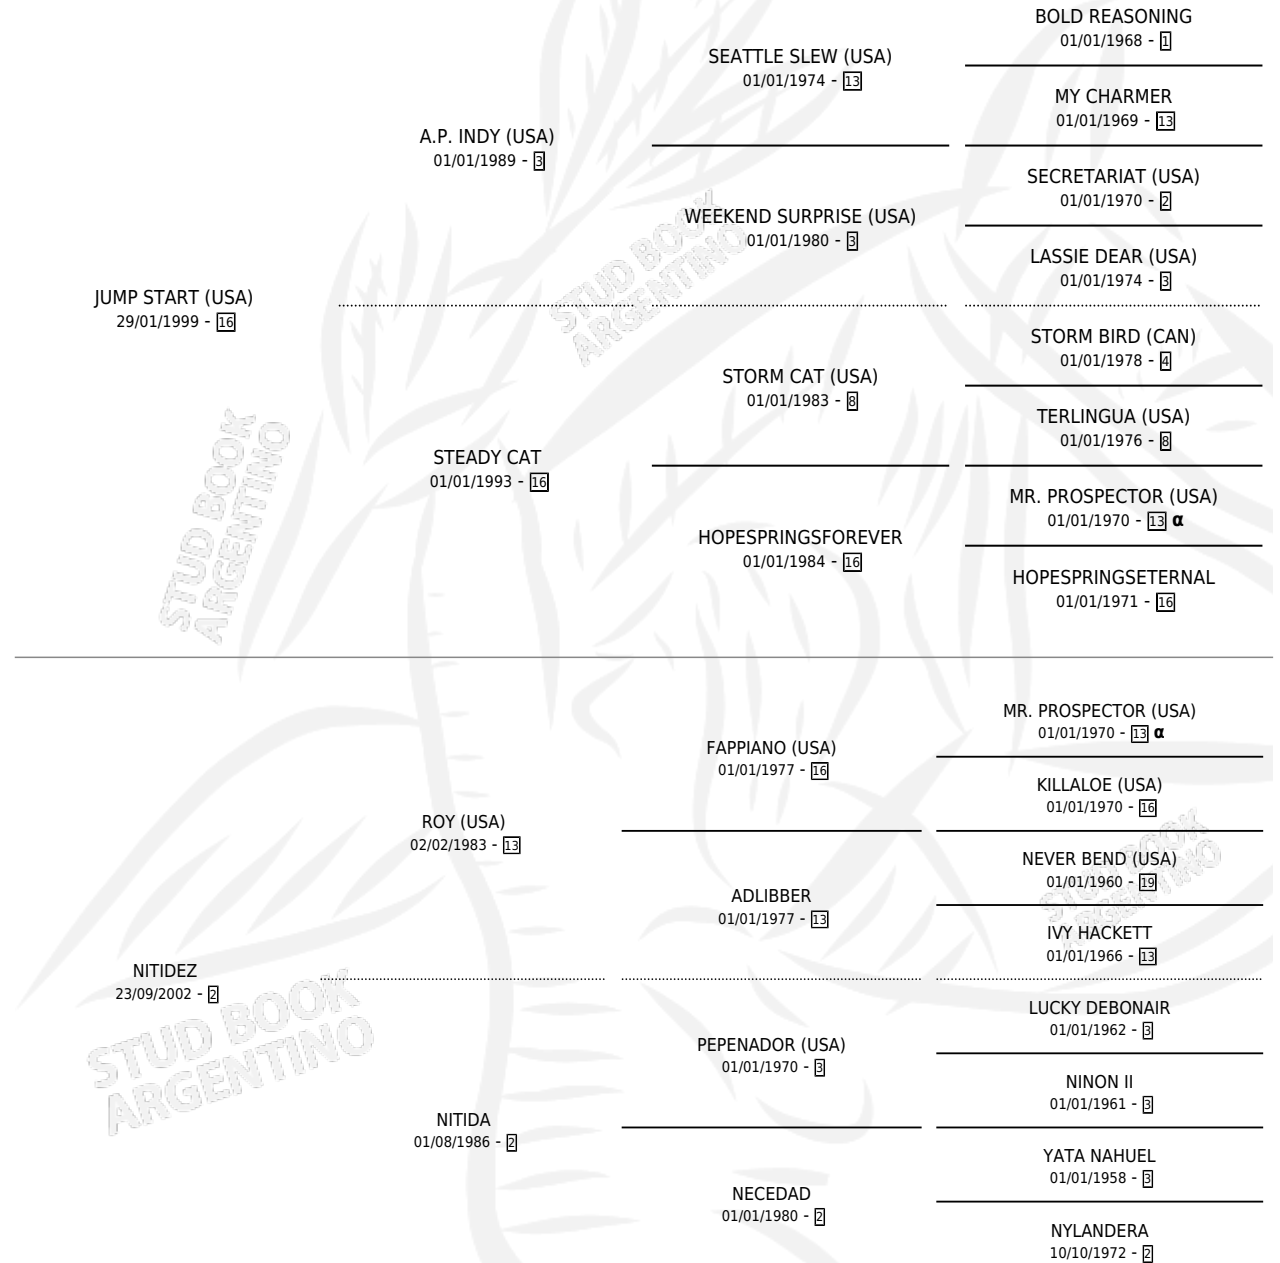 BOLD REASONING
01/01/1968 - 1
SEATTLE SLEW (USA)
01/01/1974 - 13
MY CHARMER
01/01/1969 - 13
A.P. INDY (USA)
01/01/1989 - 3
SECRETARIAT (USA)
01/01/1970 - 2
WEEKEND SURPRISE (USA)
01/01/1980 - 3
LASSIE DEAR (USA)
01/01/1974 - 3
JUMP START (USA)
29/01/1999 - 16
STORM BIRD (CAN)
01/01/1978 - 4
STORM CAT (USA)
01/01/1983 - 8
TERLINGUA (USA)
01/01/1976 - 8
STEADY CAT
01/01/1993 - 16
MR. PROSPECTOR (USA)
01/01/1970 - 13 α
HOPESPRINGSFOREVER
01/01/1984 - 16
HOPESPRINGSETERNAL
01/01/1971 - 16
MR. PROSPECTOR (USA)
01/01/1970 - 13 α
FAPPIANO (USA)
01/01/1977 - 16
KILLALOE (USA)
01/01/1970 - 16
ROY (USA)
02/02/1983 - 13
NEVER BEND (USA)
01/01/1960 - 19
ADLIBBER
01/01/1977 - 13
IVY HACKETT
01/01/1966 - 13
NITIDEZ
23/09/2002 - 2
LUCKY DEBONAIR
01/01/1962 - 3
PEPENADOR (USA)
01/01/1970 - 3
NINON II
01/01/1961 - 3
NITIDA
01/08/1986 - 2
YATA NAHUEL
01/01/1958 - 3
NECEDAD
01/01/1980 - 2
NYLANDERA
10/10/1972 - 2
STUD BOOK
ARGENTINO
STUD BOOK
ARGENTINO
STUD BOOK
ARGENTINO
STUD BOOK
ARGENTINO